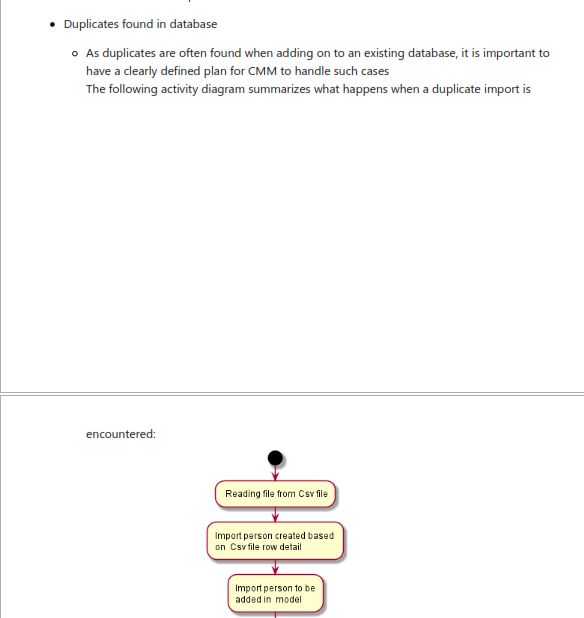 Duplicates found in database
As duplicates are often found when adding on to an existing database, it is important to
have a clearly defined plan for CMM to handle such cases
The following activity diagram summarizes what happens when a duplicate import is
encountered:
Reading file from Csv file
Import person created based
on Csv file row detail
Import person to be
added in model